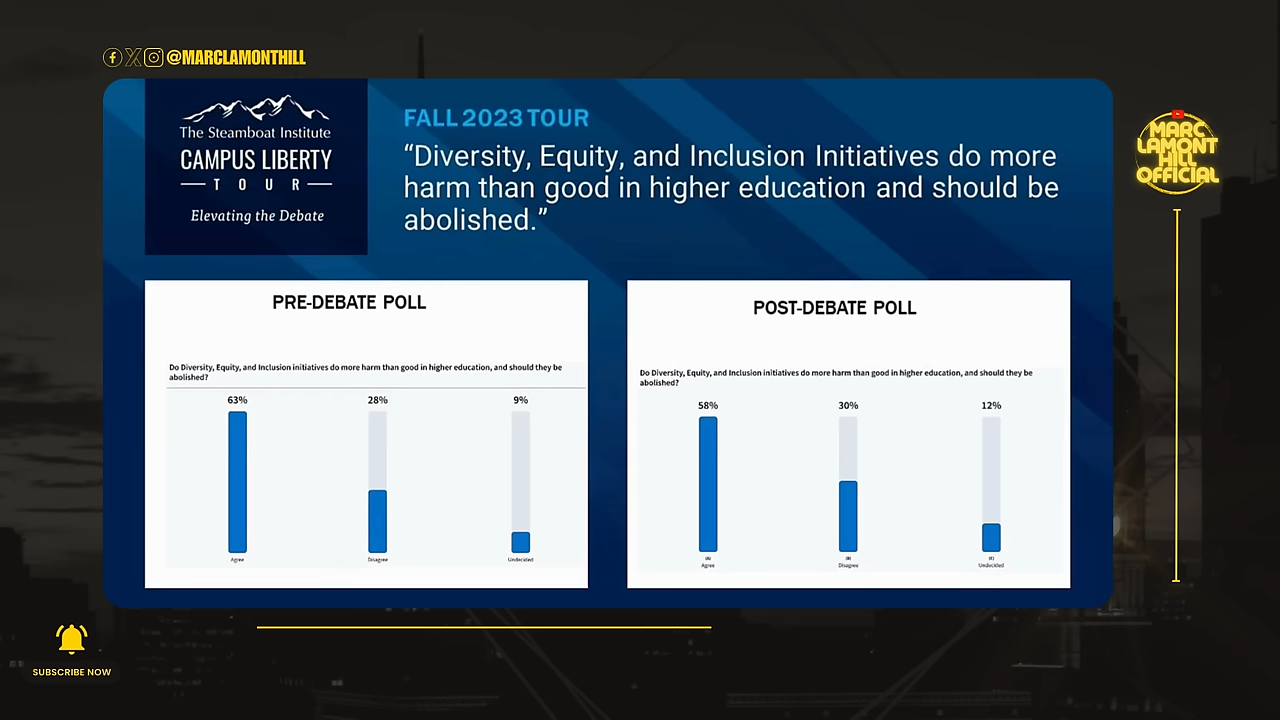 @MARCLAMONTHILL
The Steamboat Institute
CAMPUS LIBERTY
TOUR
Elevating the Debate
FALL 2023 TOUR
“Diversity, Equity, and Inclusion Initiatives do more
harm than good in higher education and should be
abolished.”
MARC
LAMONT
HILL
OFFICIAL
PRE-DEBATE POLL
Do Diversity, Equity, and Inclusion initiatives do more harm than good in higher education, and should they be
abolished?
63% 28% 9%
Agree Disagree Undecided
POST-DEBATE POLL
Do Diversity, Equity, and Inclusion initiatives do more harm than good in higher education, and should they be
abolished?
58% 30% 12%
(A) (B) (C)
Agree Disagree Undecided
SUBSCRIBE NOW